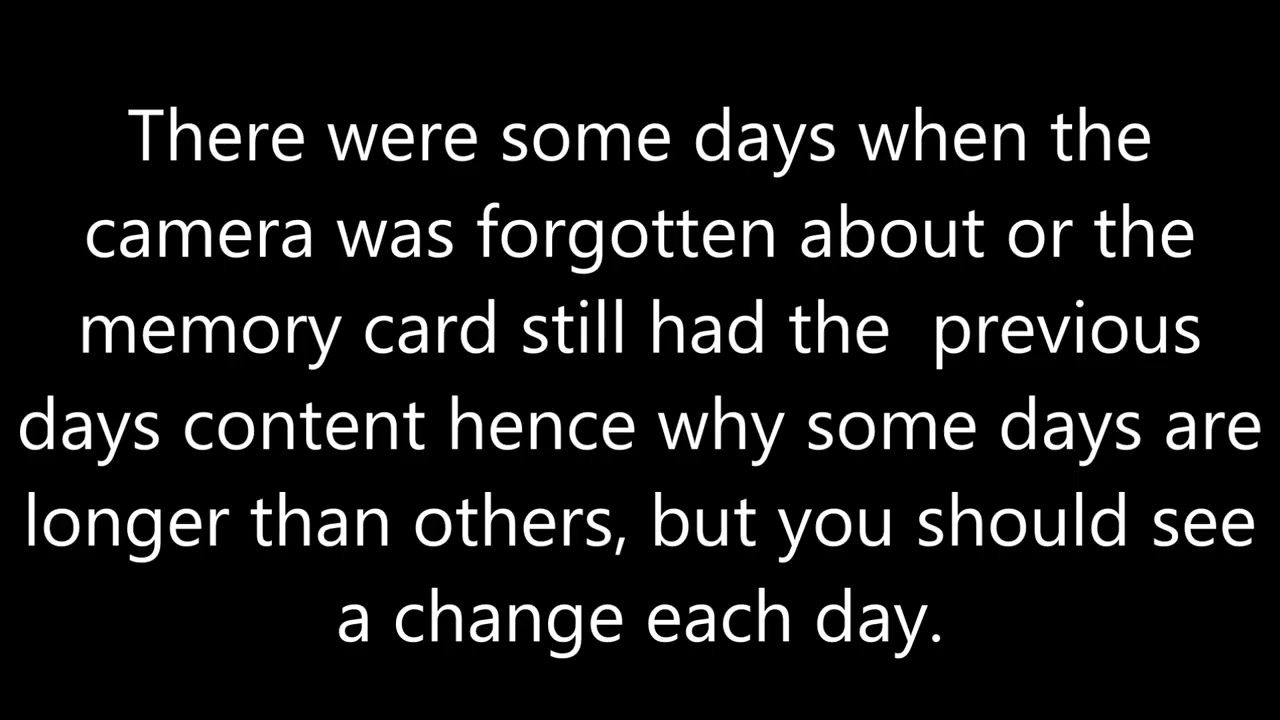 There were some days when the
camera was forgotten about or the
memory card still had the  previous
days content hence why some days are
longer than others, but you should see
a change each day.